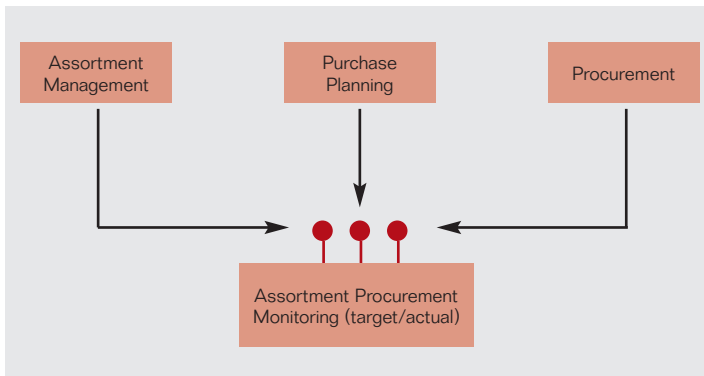 Assortment
Management
Purchase
Planning
Procurement
Assortment Procurement
Monitoring (target/actual)